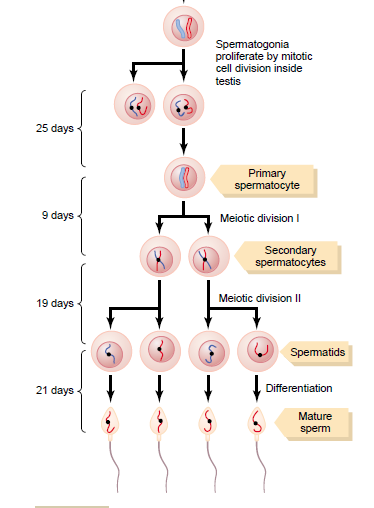 Spermatogonia
proliferate by mitotic
cell division inside
testis
25 days
Primary
spermatocyte
9 days
Meiotic division I
Secondary
spermatocytes
19 days
Meiotic division II
Spermatids
21 days
Differentiation
Mature
sperm